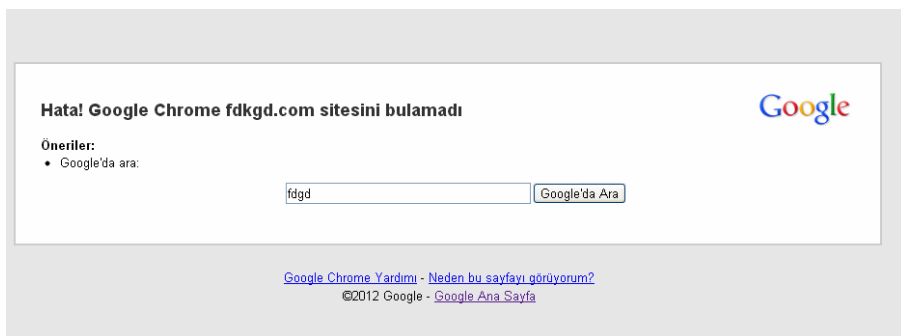 Hata! Google Chrome fdkgd.com sitesini bulamadı
Google
Öneriler:
• Google'da ara:
fdgd Google'da Ara
Google Chrome Yardımı - Neden bu sayfayı görüyorum?
©2012 Google - Google Ana Sayfa